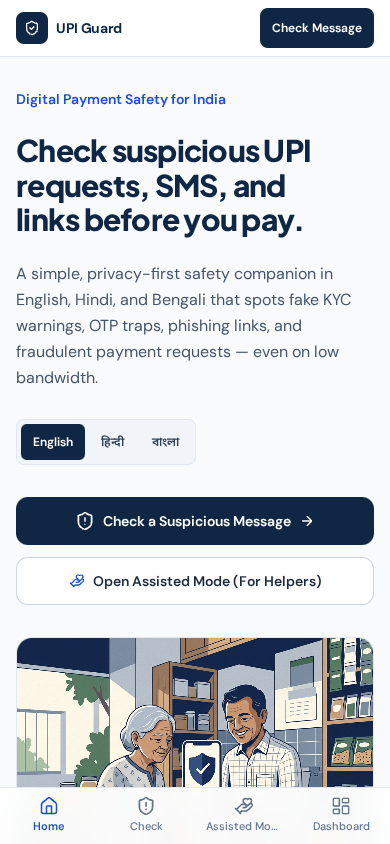 UPI Guard
Check Message
Digital Payment Safety for India
Check suspicious UPI
requests, SMS, and
links before you pay.
A simple, privacy-first safety companion in
English, Hindi, and Bengali that spots fake KYC
warnings, OTP traps, phishing links, and
fraudulent payment requests — even on low
bandwidth.
English
हिन्दी
বাংলা
Check a Suspicious Message
Open Assisted Mode (For Helpers)
Home
Check
Assisted Mo...
Dashboard